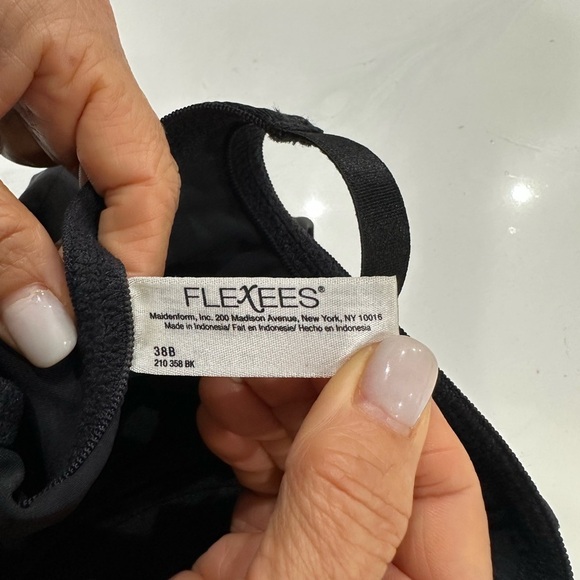 FLEXEES®
Maidenform, Inc. 200 Madison Avenue, New York, NY 10016
Made in Indonesia/ Fait en Indonesie/ Hecho en Indonesia
38B
210 358 BK